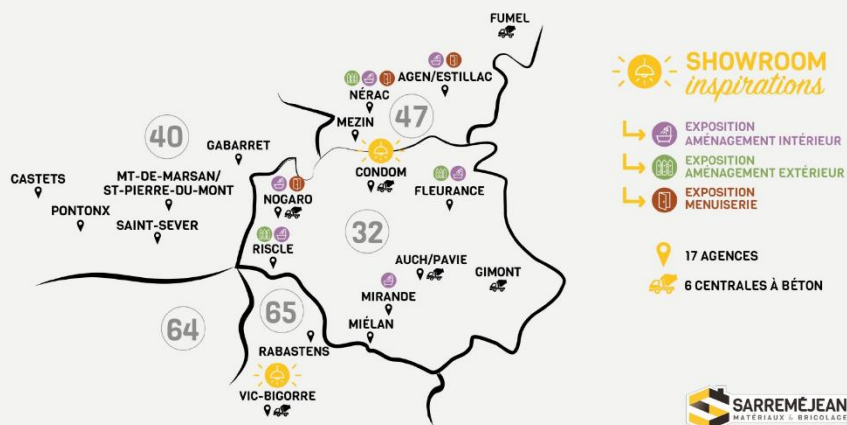 FUMEL
AGEN/ESTILLAC
NÉRAC
MEZIN
47
40
GABARRET
CASTETS
MT-DE-MARSAN/
ST-PIERRE-DU-MONT
PONTONX
SAINT-SEVER
CONDOM
FLEURANCE
NOGARO
32
RISCLE
AUCH/PAVIE
GIMONT
MIRANDE
MIÉLAN
64
65
RABASTENS
VIC-BIGORRE
SHOWROOM
inspirations
EXPOSITION
AMÉNAGEMENT INTÉRIEUR
EXPOSITION
AMÉNAGEMENT EXTÉRIEUR
EXPOSITION
MENUISERIE
17 AGENCES
6 CENTRALES À BÉTON
SARREMÉJEAN
MATÉRIAUX & BRICOLAGE